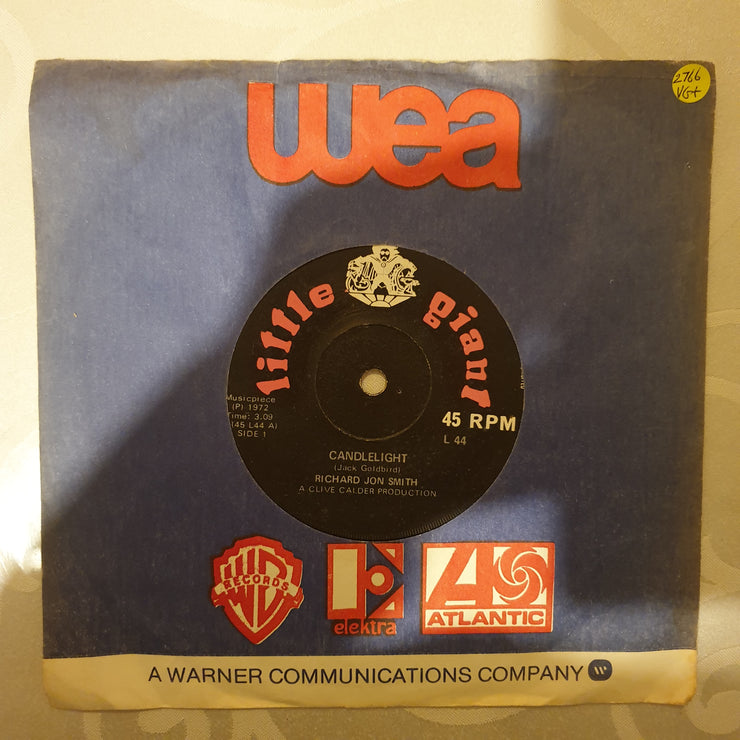 wea
2766
VG+
little giant
Musicpiece
(P) 1972
Time: 3.09
(45 L44 A)
SIDE 1
45 RPM
L 44
CANDLELIGHT
(Jack Goldbird)
RICHARD JON SMITH
A CLIVE CALDER PRODUCTION
WB
RECORDS
elektra
ATLANTIC
A WARNER COMMUNICATIONS COMPANY